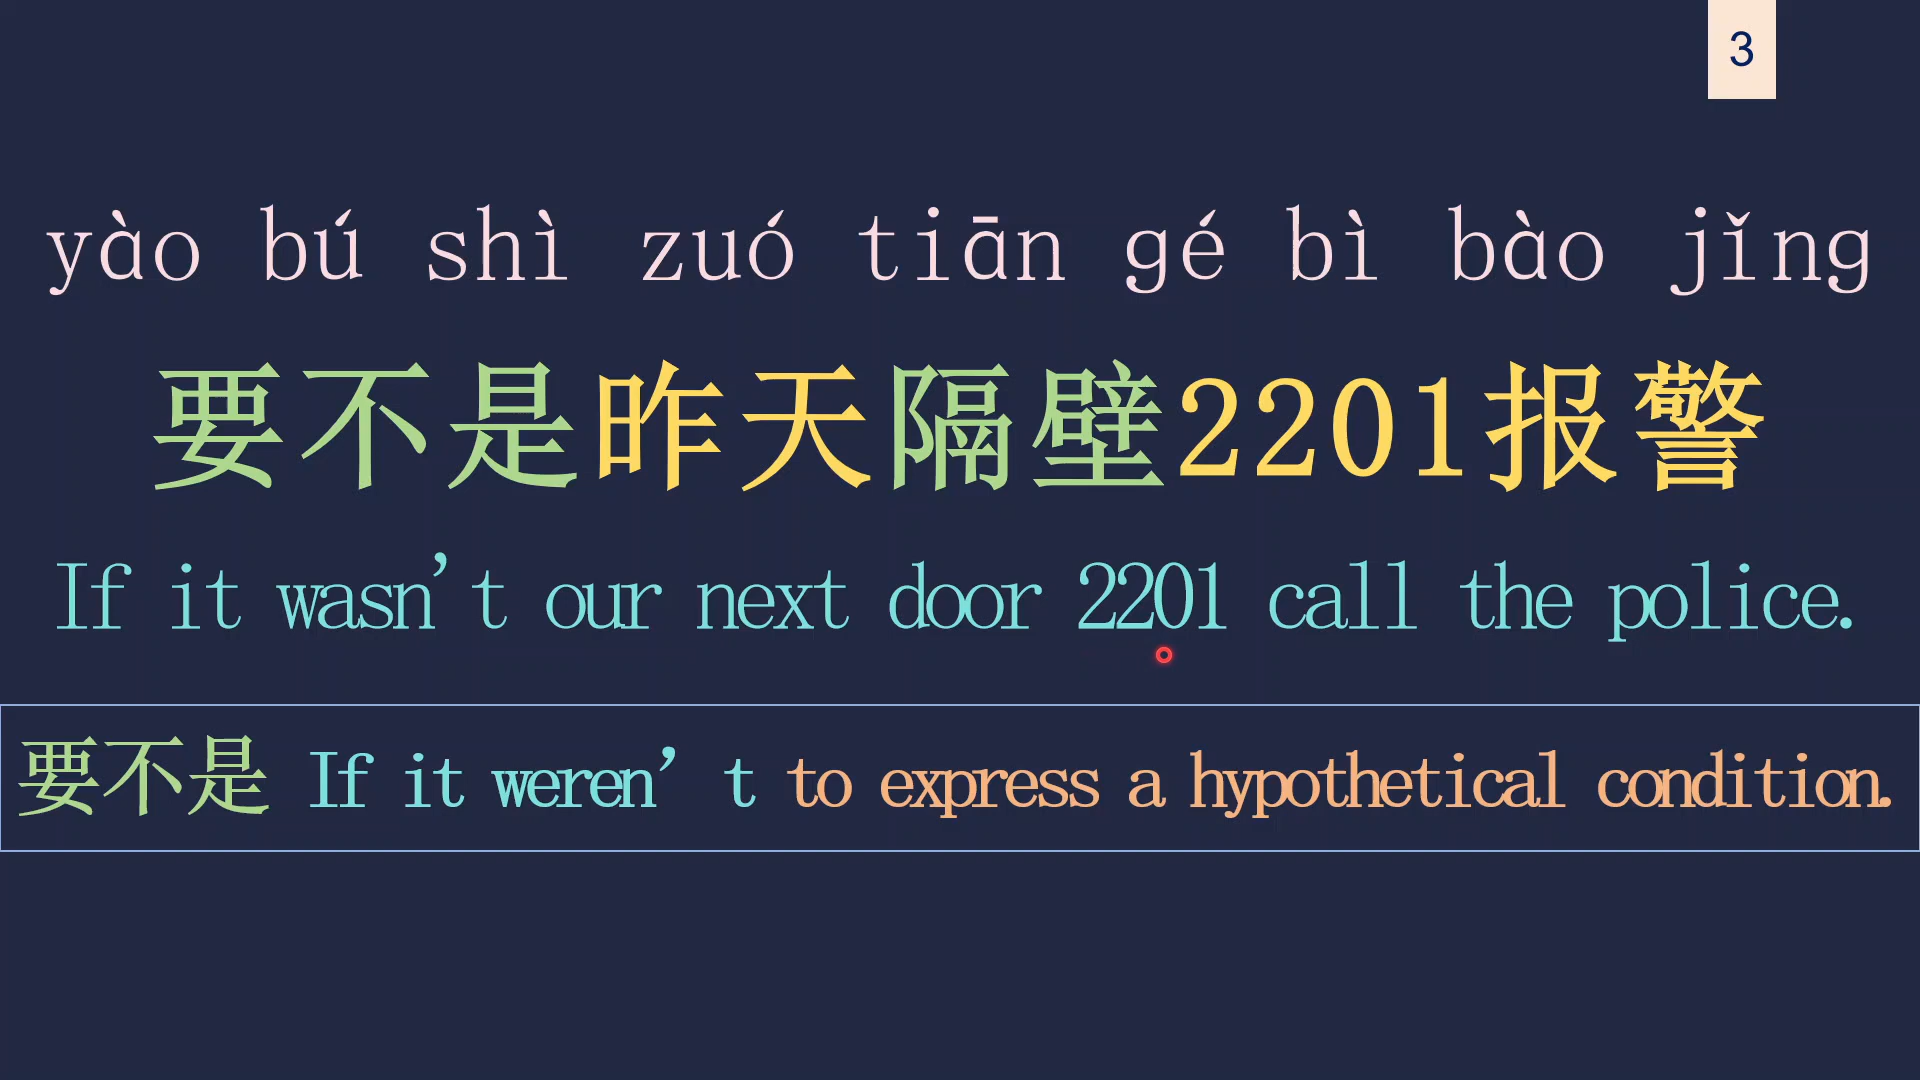 3
yào bú shì zuó tiān gé bì bào jǐng
要不是昨天隔壁2201报警
If it wasn't our next door 2201 call the police.
要不是 If it weren’ t to express a hypothetical condition.